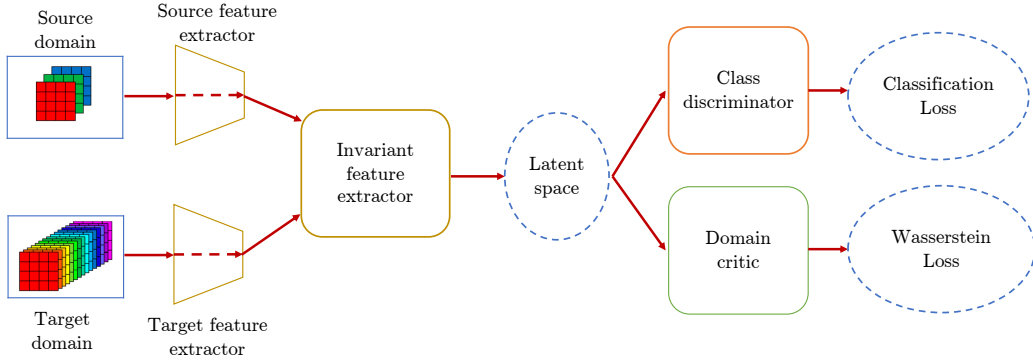 Source
domain
Source feature
extractor
Invariant
feature
extractor
Latent
space
Class
discriminator
Classification
Loss
Domain
critic
Wasserstein
Loss
Target
domain
Target feature
extractor